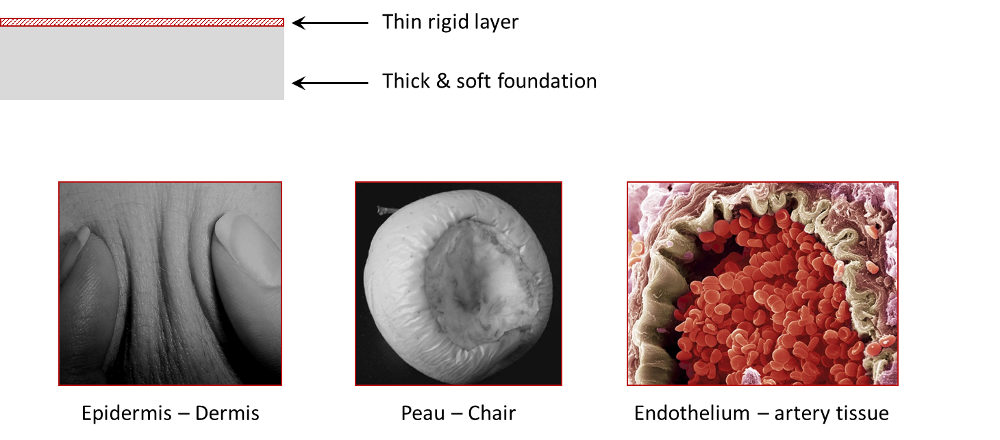 Thin rigid layer
Thick & soft foundation
Epidermis – Dermis
Peau – Chair
Endothelium – artery tissue